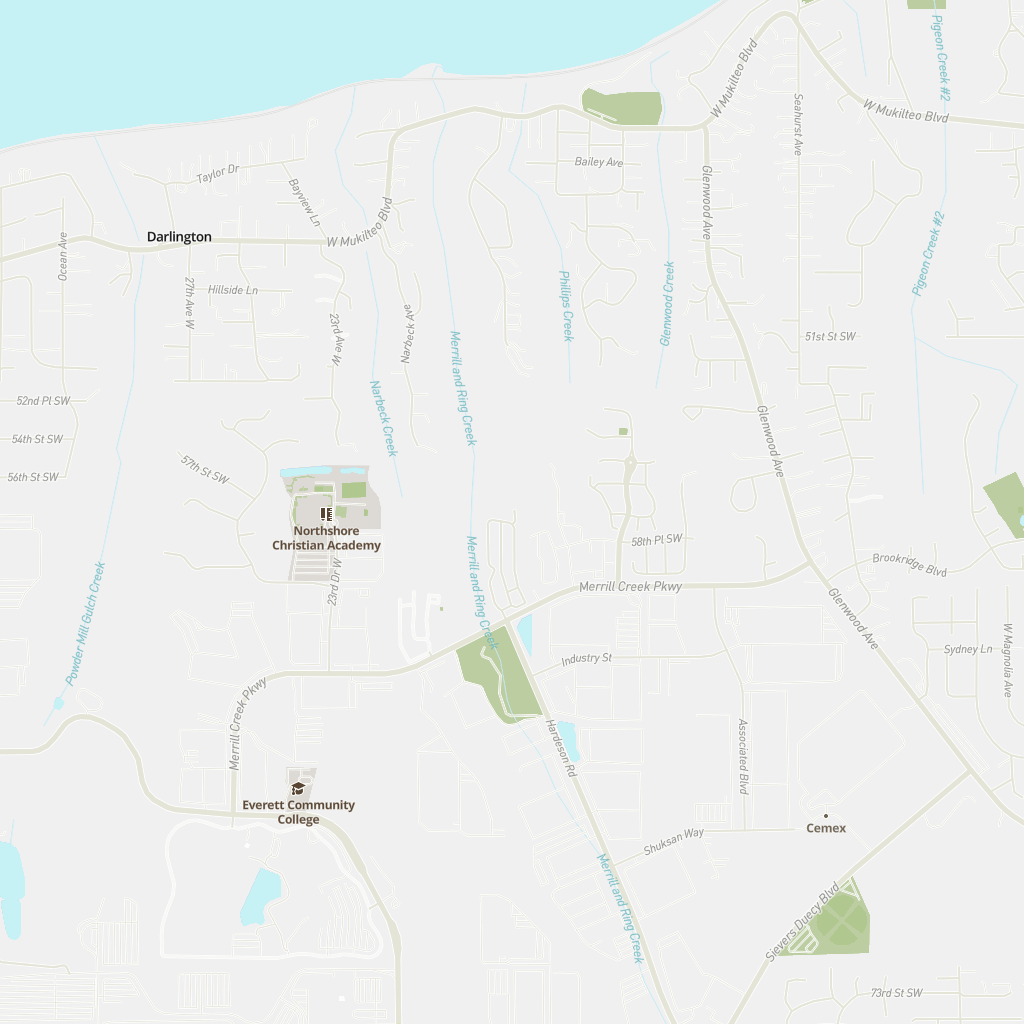 Pigeon Creek #2
W Mukilteo Blvd
W Mukilteo Blvd
Seahurst Ave
Bailey Ave
Taylor Dr
Bayview Ln
Glenwood Ave
W Mukilteo Blvd
Darlington
Ocean Ave
Pigeon Creek #2
Hillside Ln
27th Ave W
Phillips Creek
Glenwood Creek
Narbeck Ave
23rd Ave W
Merrill and Ring Creek
51st St SW
52nd Pl SW
Narbeck Creek
Glenwood Ave
54th St SW
57th St SW
56th St SW
Northshore
Christian Academy
58th Pl SW
Merrill and Ring Creek
Brookridge Blvd
23rd Dr W
Merrill Creek Pkwy
Glenwood Ave
Powder Mill Gulch Creek
Sydney Ln
W Magnolia Ave
Industry St
Merrill Creek Pkwy
Hardeson Rd
Associated Blvd
Everett Community
College
Cemex
Shuksan Way
Merrill and Ring Creek
Sievers Duecy Blvd
73rd St SW